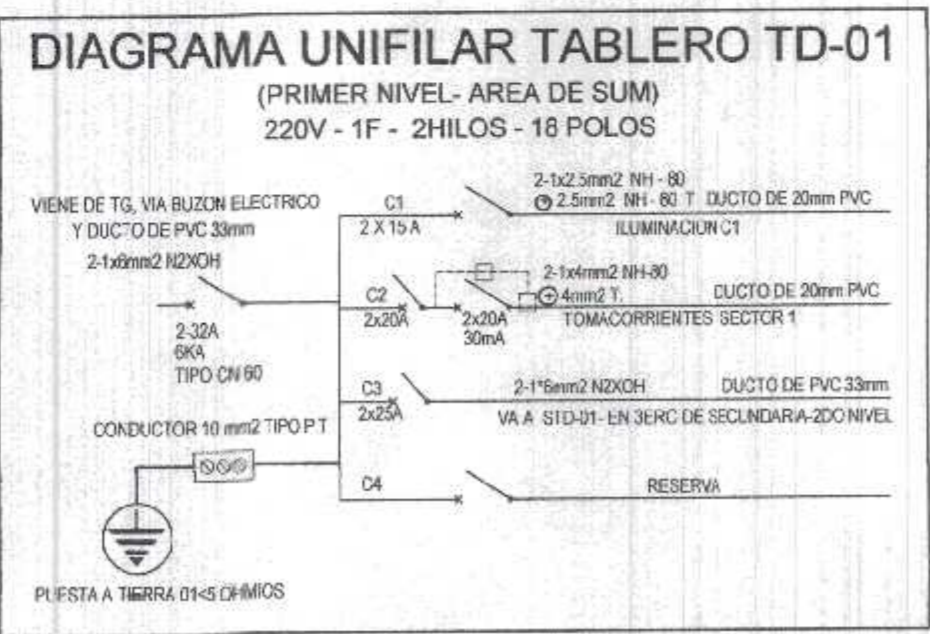 DIAGRAMA UNIFILAR TABLERO TD-01
(PRIMER NIVEL- AREA DE SUM)
220V - 1F - 2HILOS - 18 POLOS
VIENE DE TG, VIA BUZON ELECTRICO
Y DUCTO DE PVC 33mm
2-1x6mm2 N2XOH
2-32A
6KA
TIPO CN 60
C1
2 X 15 A
2-1x2.5mm2 NH - 80
2.5mm2 NH - 80 T DUCTO DE 20mm PVC
ILUMINACION C1
C2
2x20A
2x20A
30mA
2-1x4mm2 NH-80
4mm2 T.
DUCTO DE 20mm PVC
TOMACORRIENTES SECTOR 1
C3
2x25A
2-1*6mm2 N2XOH
DUCTO DE PVC 33mm
VA A STD-01- EN 3ERC DE SECUNDARIA-2DO NIVEL
CONDUCTOR 10 mm2 TIPO P T
C4
RESERVA
PUESTA A TIERRA 01<5 OHMIOS